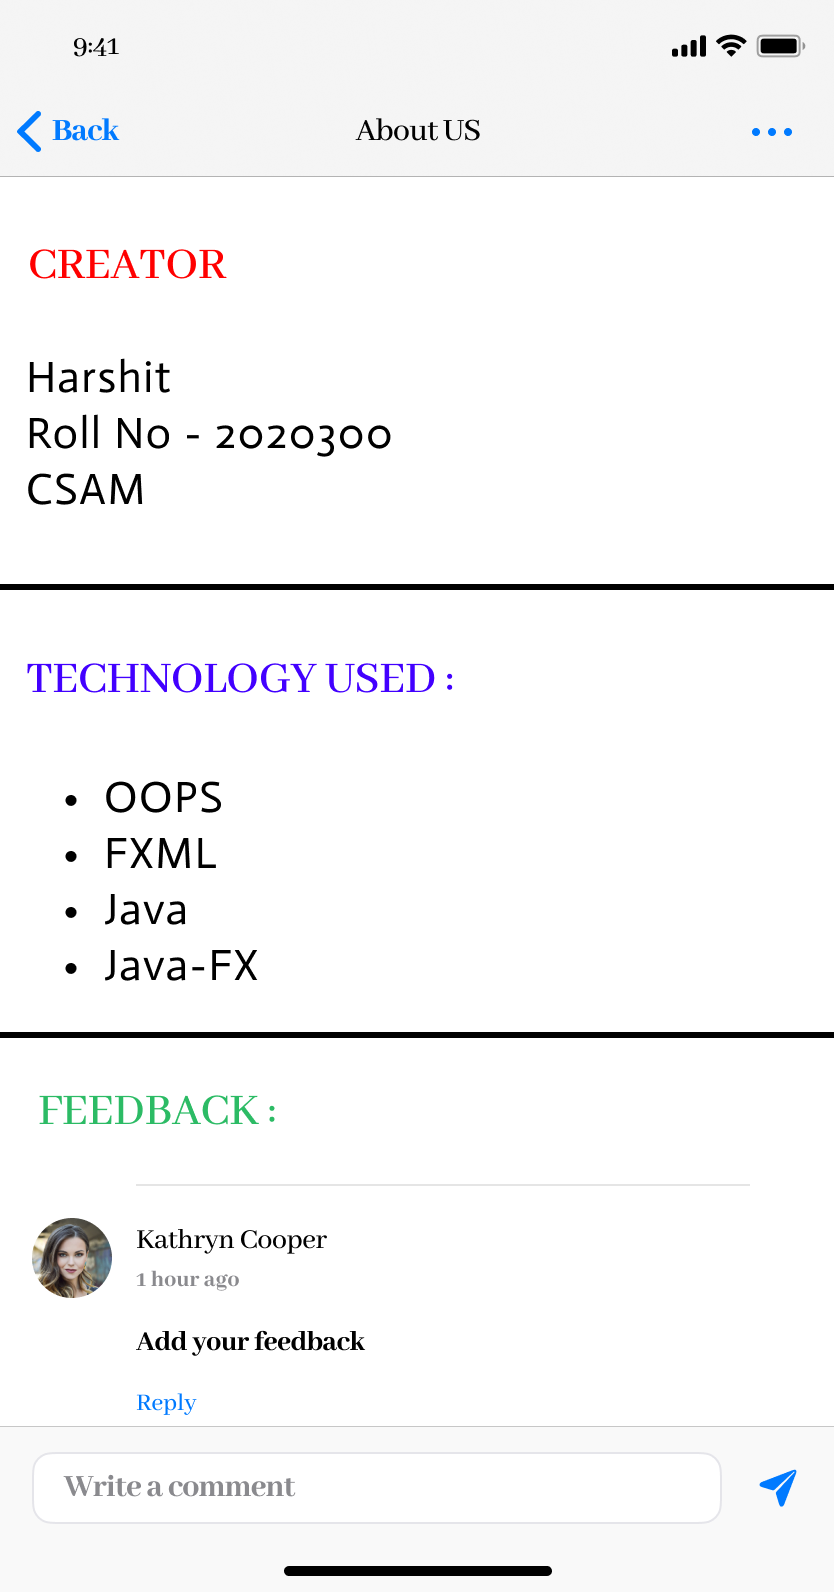 9:41
Back
About US
CREATOR
Harshit
Roll No - 2020300
CSAM
TECHNOLOGY USED :
• OOPS
• FXML
• Java
• Java-FX
FEEDBACK :
Kathryn Cooper
1 hour ago
Add your feedback
Reply
Write a comment